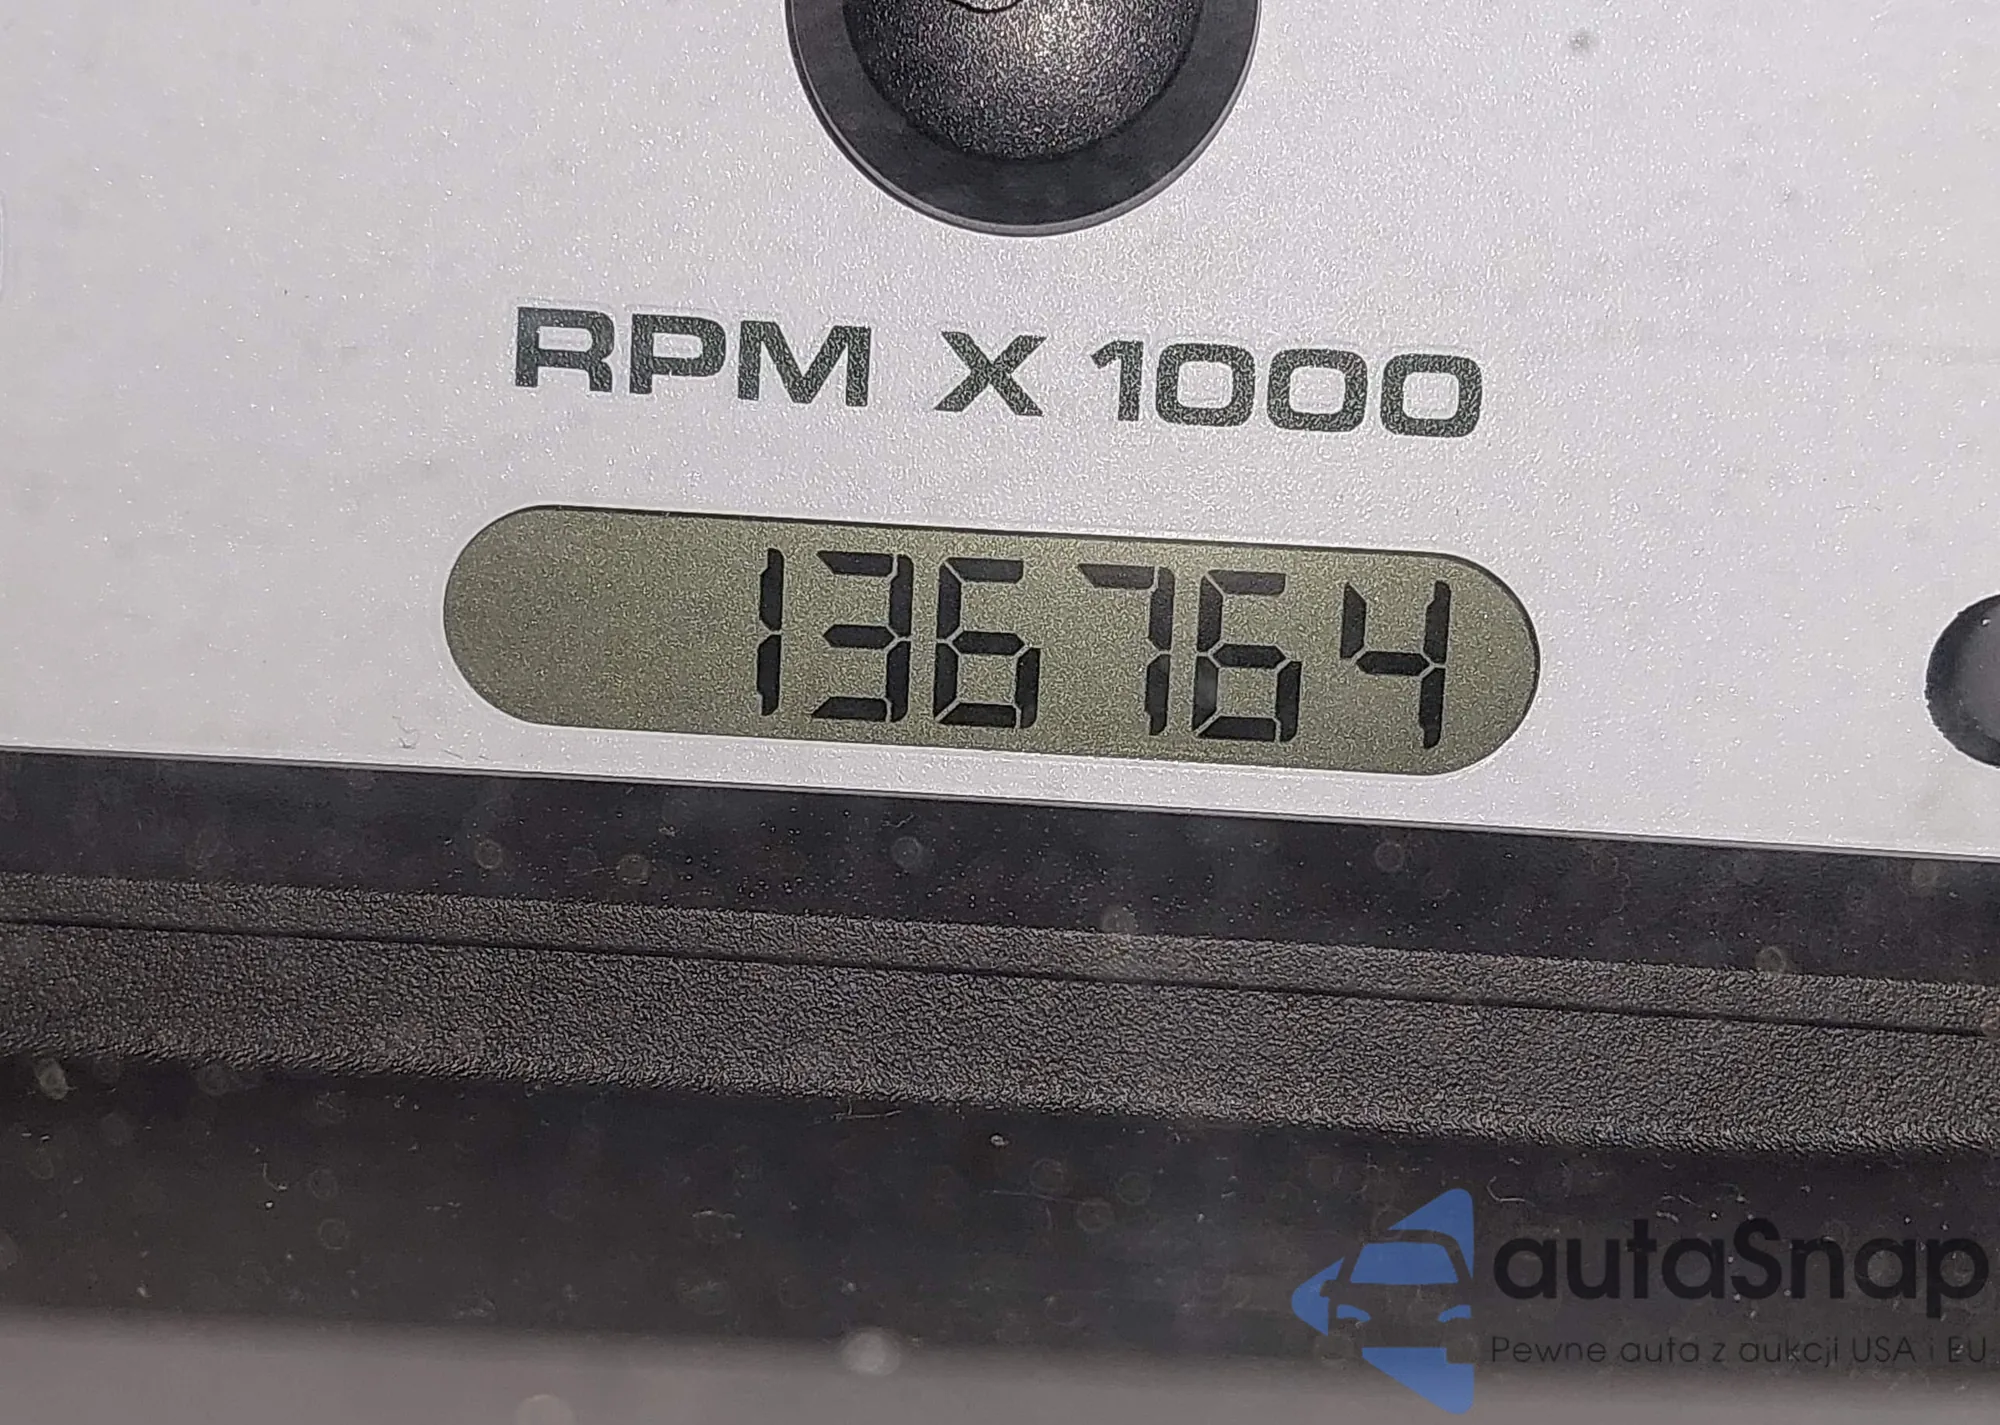 RPM X 1000
136764
autaSnap
Pewne auta z aukcji USA i EU